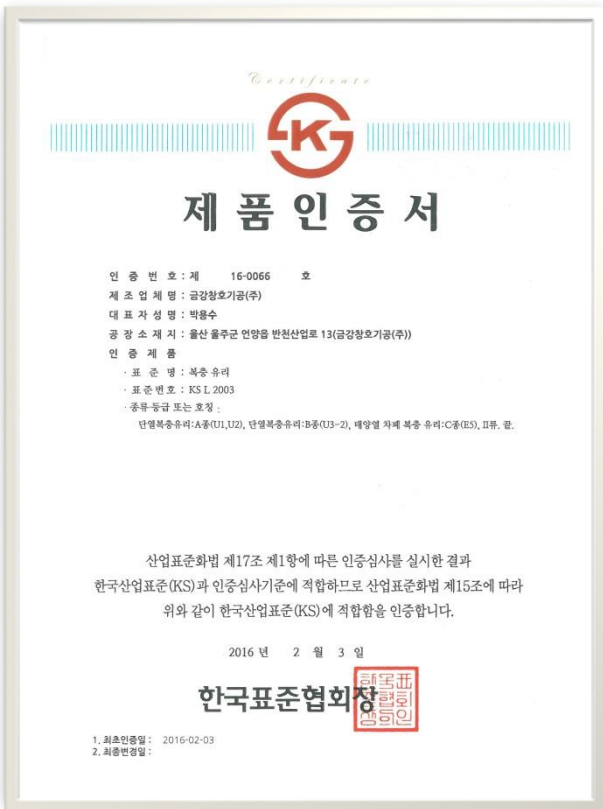 Certificate
KS
제품인증서
인 증 번 호 : 제 16-0066 호
제 조 업 체 명 : 금강창호기공(주)
대 표 자 성 명 : 박용수
공 장 소 재 지 : 울산 울주군 언양읍 반천산업로 13(금강창호기공(주))
인 증 제 품
· 표 준 명 : 복층 유리
· 표준번호 : KS L 2003
· 종류·등급 또는 호칭 :
단열복층유리:A종(U1,U2), 단열복층유리:B종(U3-2), 태양열 차폐 복층 유리:C종(E5), II류. 끝.
산업표준화법 제17조 제1항에 따른 인증심사를 실시한 결과
한국산업표준(KS)과 인증심사기준에 적합하므로 산업표준화법 제15조에 따라
위와 같이 한국산업표준(KS)에 적합함을 인증합니다.
2016 년 2 월 3 일
한국표준협회장
1. 최초인증일 : 2016-02-03
2. 최종변경일 :